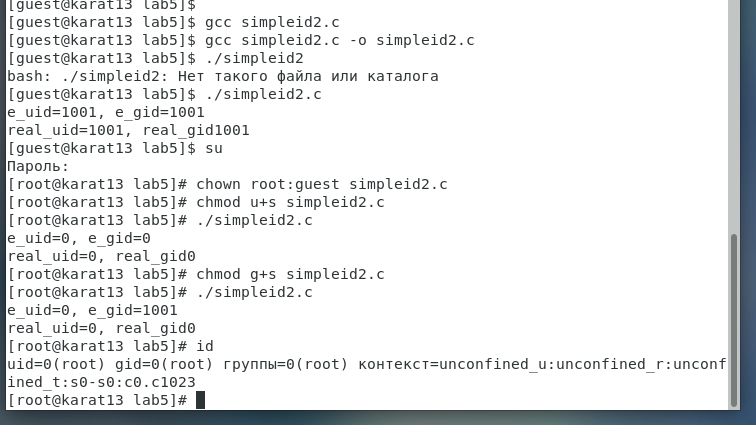 [guest@karat13 lab5]$
[guest@karat13 lab5]$ gcc simpleid2.c
[guest@karat13 lab5]$ gcc simpleid2.c -o simpleid2.c
[guest@karat13 lab5]$ ./simpleid2
bash: ./simpleid2: Нет такого файла или каталога
[guest@karat13 lab5]$ ./simpleid2.c
e_uid=1001, e_gid=1001
real_uid=1001, real_gid1001
[guest@karat13 lab5]$ su
Пароль:
[root@karat13 lab5]# chown root:guest simpleid2.c
[root@karat13 lab5]# chmod u+s simpleid2.c
[root@karat13 lab5]# ./simpleid2.c
e_uid=0, e_gid=0
real_uid=0, real_gid0
[root@karat13 lab5]# chmod g+s simpleid2.c
[root@karat13 lab5]# ./simpleid2.c
e_uid=0, e_gid=1001
real_uid=0, real_gid0
[root@karat13 lab5]# id
uid=0(root) gid=0(root) группы=0(root) контекст=unconfined_u:unconfined_r:unconf
ined_t:s0-s0:c0.c1023
[root@karat13 lab5]#